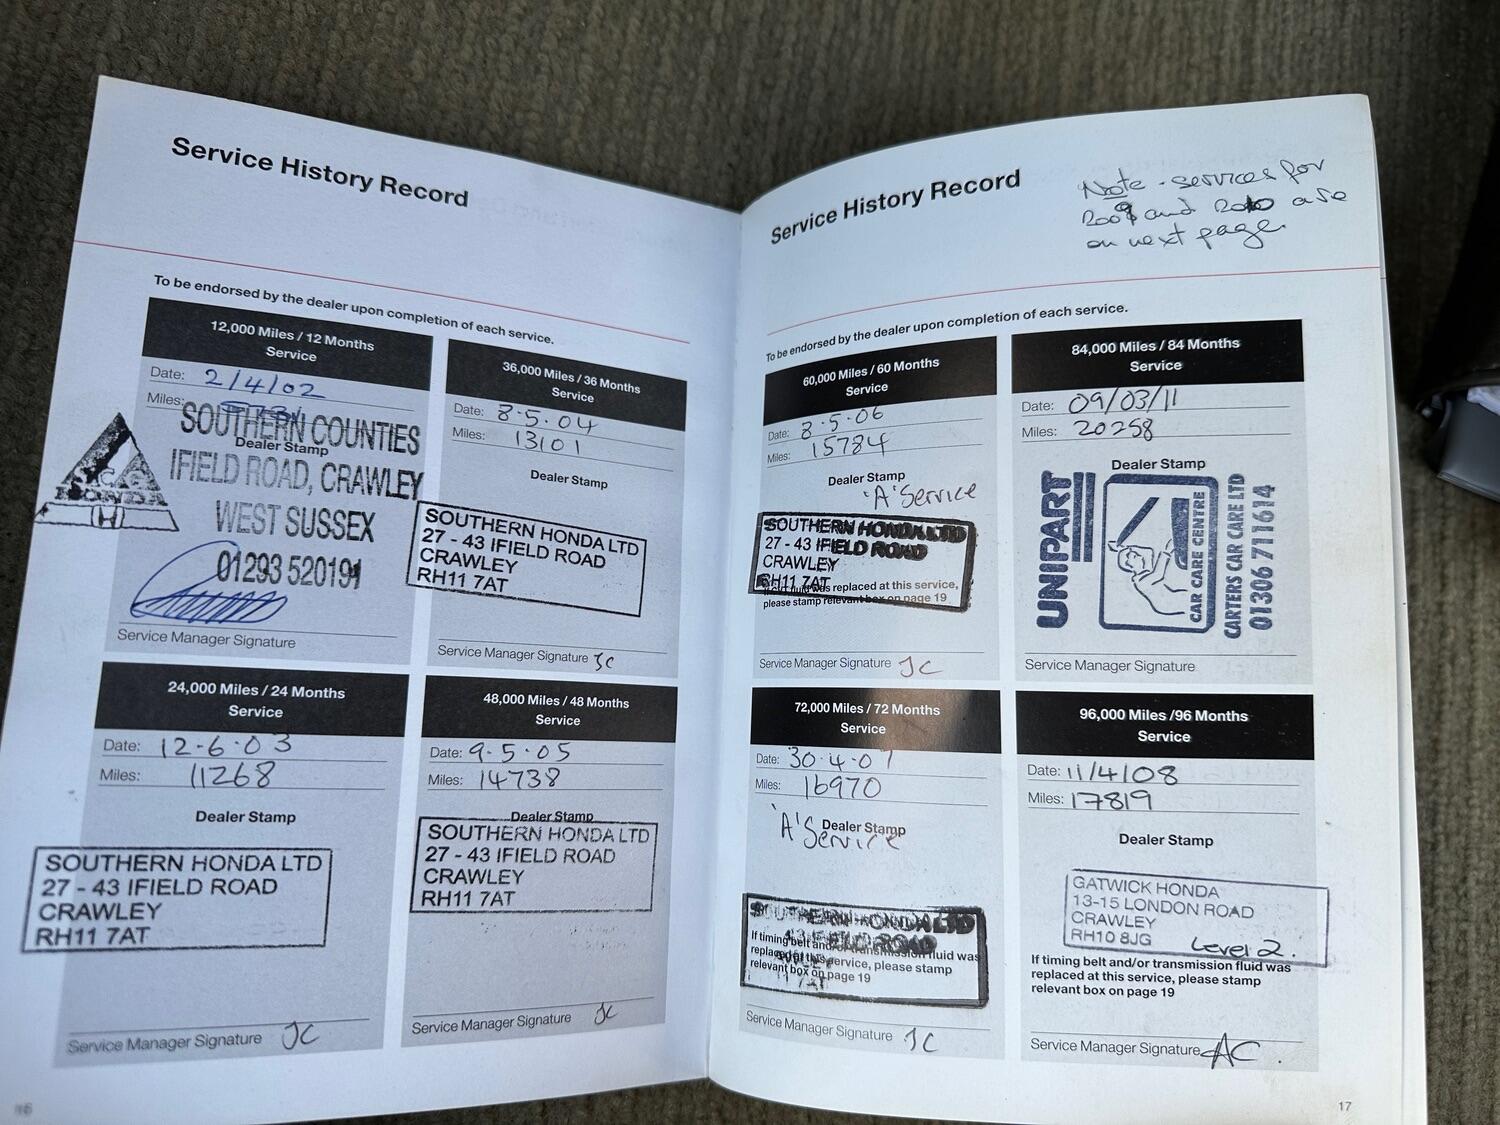 Service History Record
To be endorsed by the dealer upon completion of each service.
12,000 Miles / 12 Months
Service
Date: 2/4/02
Miles:
SOUTHERN COUNTIES
Dealer Stamp
IFIELD ROAD, CRAWLEY
WEST SUSSEX
01293 520191
HONDA
Service Manager Signature
24,000 Miles / 24 Months
Service
Date: 12-6-03
Miles: 11268
Dealer Stamp
SOUTHERN HONDA LTD
27 - 43 IFIELD ROAD
CRAWLEY
RH11 7AT
Service Manager Signature JC
36,000 Miles / 36 Months
Service
Date: 8.5.04
Miles: 13101
Dealer Stamp
SOUTHERN HONDA LTD
27 - 43 IFIELD ROAD
CRAWLEY
RH11 7AT
Service Manager Signature JC
48,000 Miles / 48 Months
Service
Date: 9.5.05
Miles: 14738
Dealer Stamp
SOUTHERN HONDA LTD
27 - 43 IFIELD ROAD
CRAWLEY
RH11 7AT
Service Manager Signature JC
Service History Record
Note - services for
2009 and 2010 are
on next page.
To be endorsed by the dealer upon completion of each service.
60,000 Miles / 60 Months
Service
Date: 8.5.06
Miles: 15784
Dealer Stamp
'A' Service
SOUTHERN HONDA LTD
27 - 43 IFIELD ROAD
CRAWLEY
RH11 7AT
fluid was replaced at this service,
please stamp relevant box on page 19
Service Manager Signature JC
72,000 Miles / 72 Months
Service
Date: 30.4.07
Miles: 16970
'A' Dealer Stamp
Service
SOUTHERN HONDA LTD
IFIELD ROAD
If timing belt and/or transmission fluid was
replaced at this service, please stamp
relevant box on page 19
Service Manager Signature JC
84,000 Miles / 84 Months
Service
Date: 09/03/11
Miles: 20258
Dealer Stamp
UNIPART
CAR CARE CENTRE
CARTERS CAR CARE LTD
01306 711614
Service Manager Signature
96,000 Miles /96 Months
Service
Date: 11/4/08
Miles: 17819
Dealer Stamp
GATWICK HONDA
13-15 LONDON ROAD
CRAWLEY
RH10 8JG Level 2.
If timing belt and/or transmission fluid was
replaced at this service, please stamp
relevant box on page 19
Service Manager Signature AC.
17